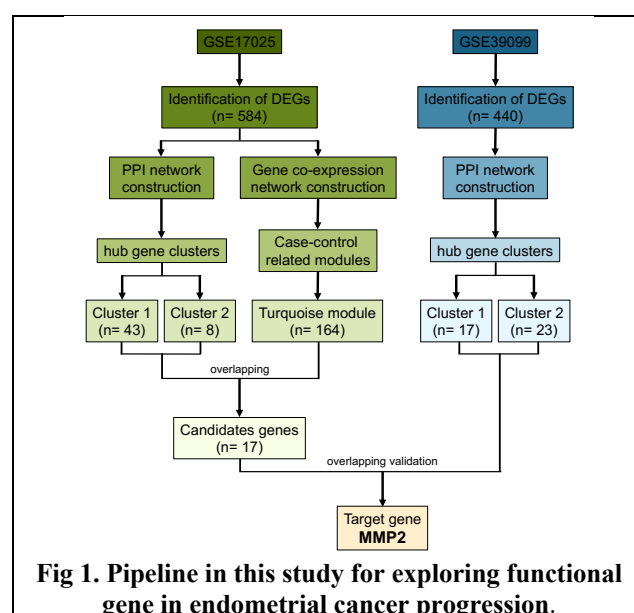 GSE17025
GSE39099
Identification of DEGs
(n= 584)
Identification of DEGs
(n= 440)
PPI network
construction
Gene co-expression
network construction
PPI network
construction
hub gene clusters
Case-control
related modules
hub gene clusters
Cluster 1
(n= 43)
Cluster 2
(n= 8)
Turquoise module
(n= 164)
Cluster 1
(n= 17)
Cluster 2
(n= 23)
overlapping
Candidates genes
(n= 17)
overlapping validation
Target gene
MMP2
Fig 1. Pipeline in this study for exploring functional
gene in endometrial cancer progression.